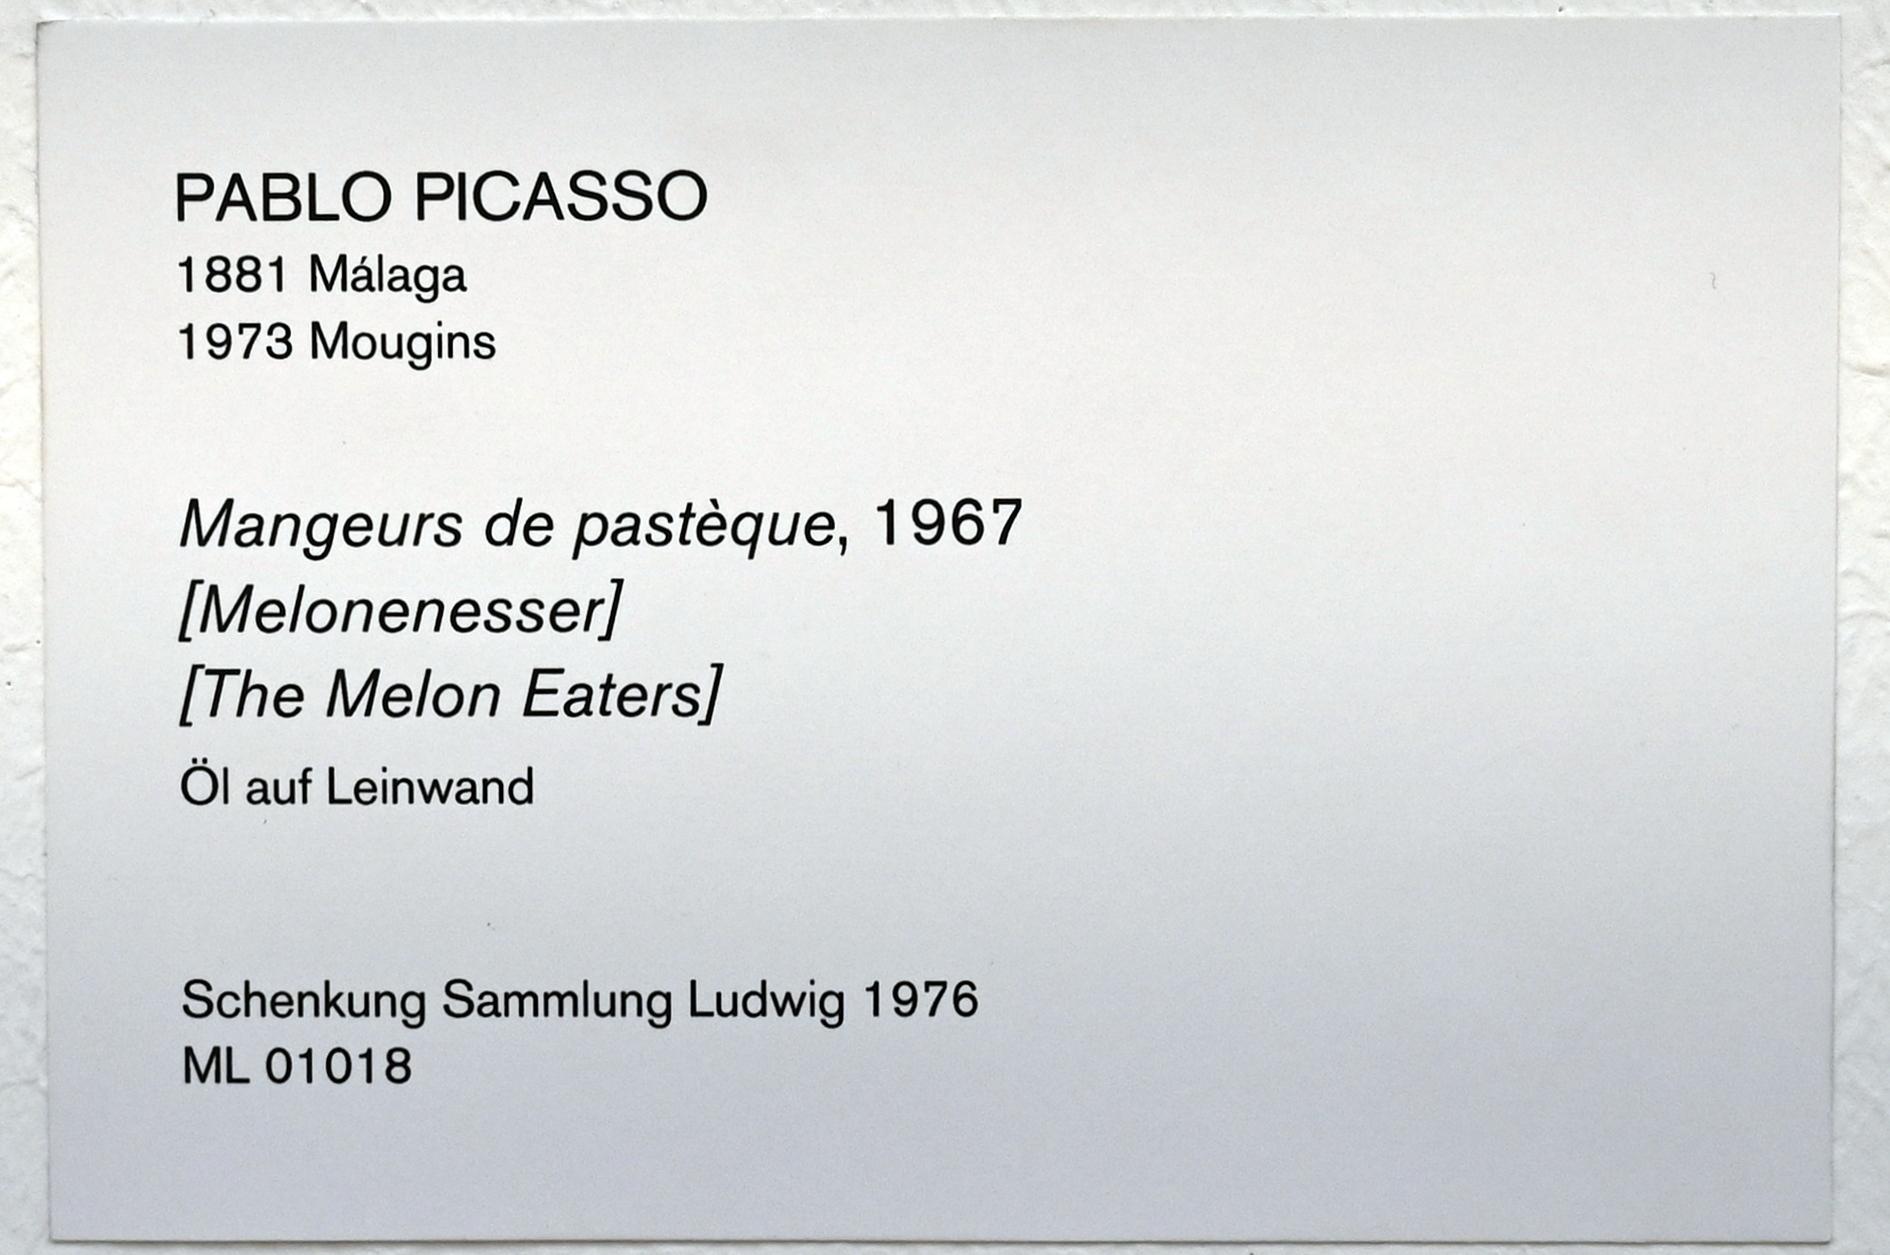 PABLO PICASSO
1881 Málaga
1973 Mougins
Mangeurs de pastèque, 1967
[Melonenesser]
[The Melon Eaters]
Öl auf Leinwand
Schenkung Sammlung Ludwig 1976
ML 01018